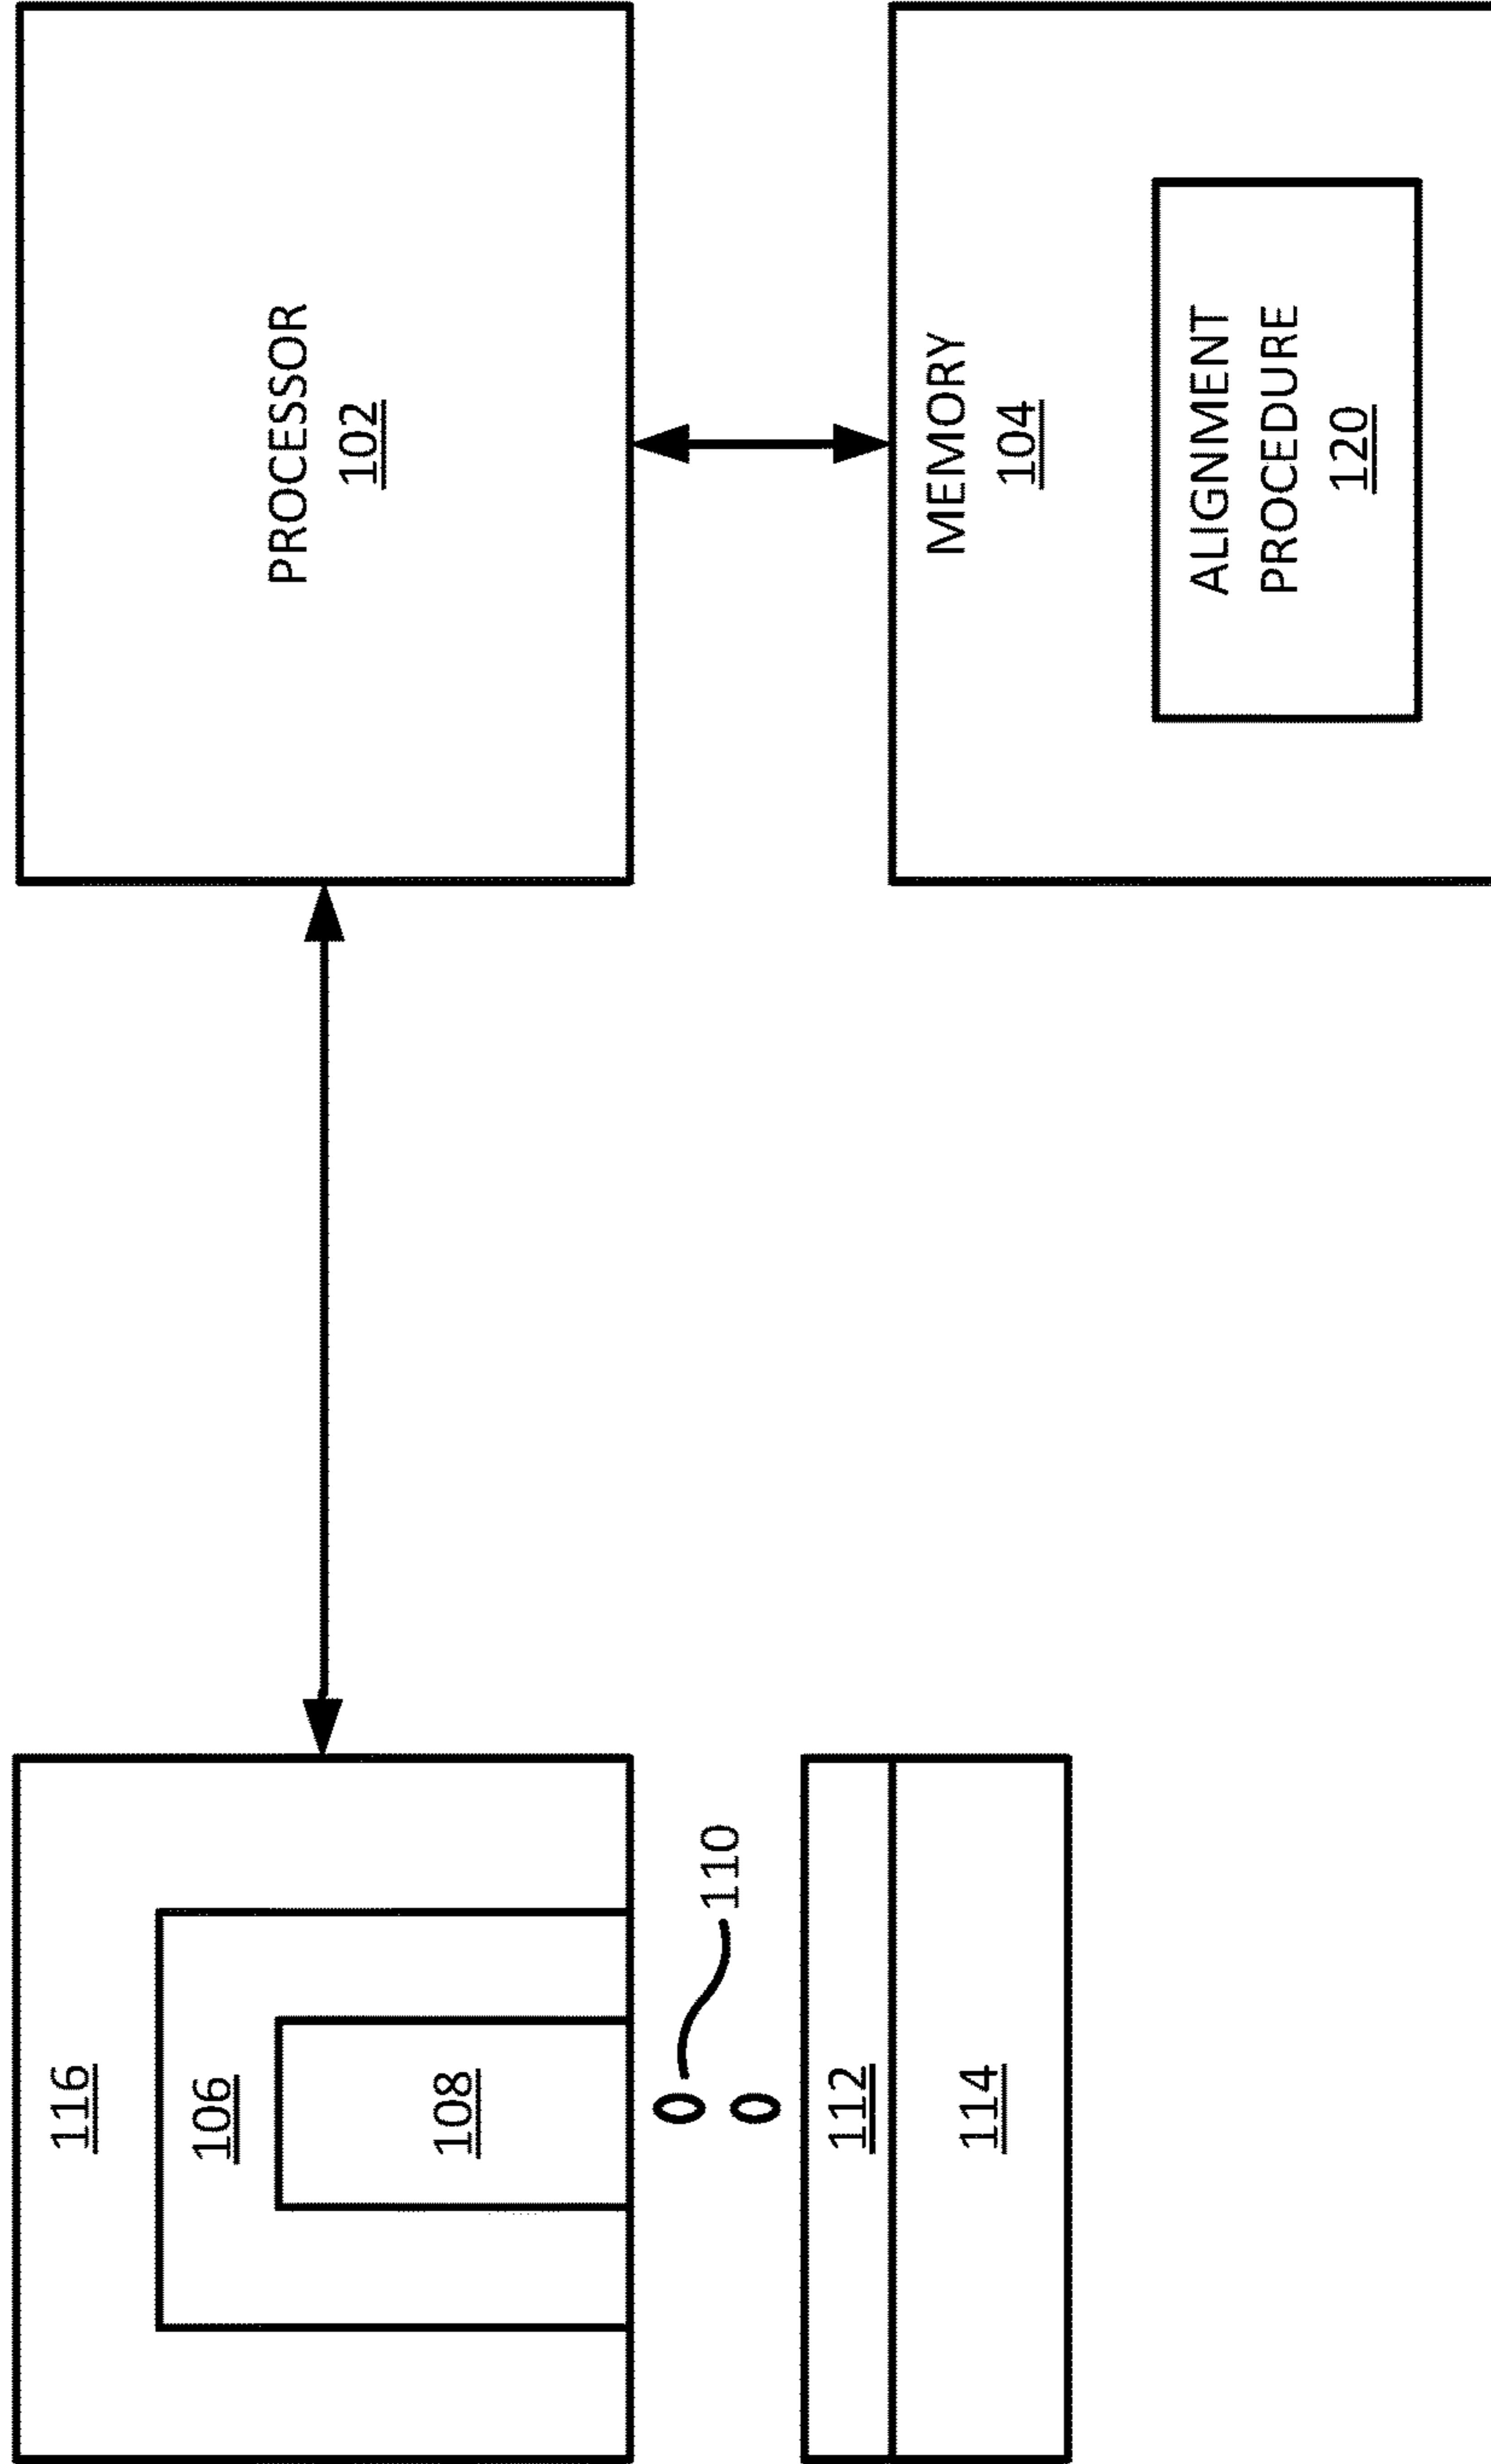 116
106
108
110
112
114
PROCESSOR
102
MEMORY
104
ALIGNMENT
PROCEDURE
120